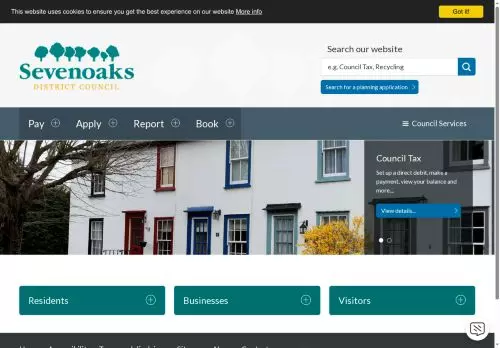 This website uses cookies to ensure you get the best experience on our website More info
Got it!
Sevenoaks
DISTRICT COUNCIL
Search our website
e.g. Council Tax, Recycling
Search for a planning application
Pay
Apply
Report
Book
Council Services
Council Tax
Set up a direct debit, make a
payment, view your balance and
more...
View details...
Residents
Businesses
Visitors